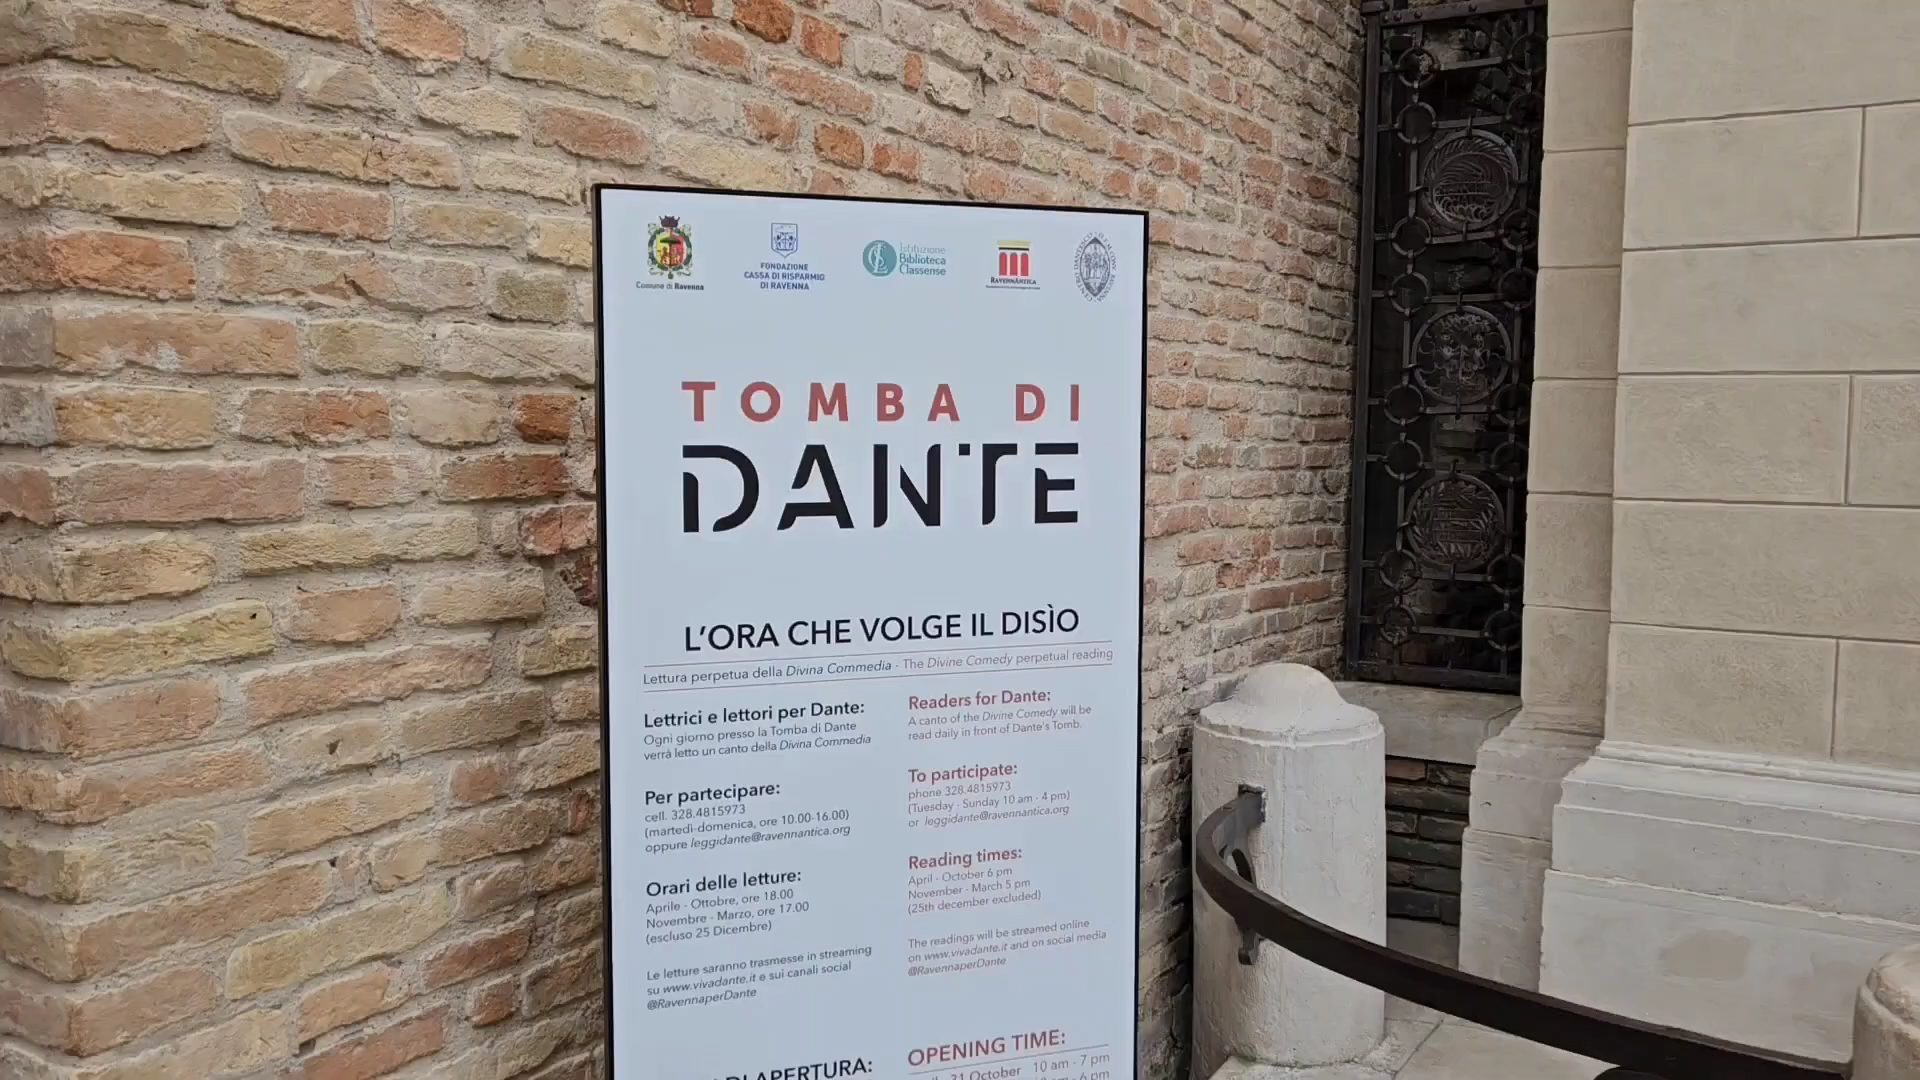 Comune di Ravenna
FONDAZIONE
CASSA DI RISPARMIO
DI RAVENNA
Istituzione
Biblioteca
Classense
RAVENNANTICA
TOMBA DI
DANTE
L'ORA CHE VOLGE IL DISÌO
Lettura perpetua della Divina Commedia - The Divine Comedy perpetual reading
Lettrici e lettori per Dante:
Ogni giorno presso la Tomba di Dante
verrà letto un canto della Divina Commedia
Per partecipare:
cell. 328.4815973
(martedì-domenica, ore 10.00-16.00)
oppure leggidante@ravennantica.org
Orari delle letture:
Aprile - Ottobre, ore 18.00
Novembre - Marzo, ore 17.00
(escluso 25 Dicembre)
Le letture saranno trasmesse in streaming
su www.vivadante.it e sui canali social
@RavennaperDante
Readers for Dante:
A canto of the Divine Comedy will be
read daily in front of Dante's Tomb.
To participate:
phone 328.4815973
(Tuesday - Sunday 10 am - 4 pm)
or leggidante@ravennantica.org
Reading times:
April - October 6 pm
November - March 5 pm
(25th december excluded)
The readings will be streamed online
on www.vivadante.it and on social media
@RavennaperDante
DI APERTURA:
OPENING TIME:
31 October 10 am - 7 pm
6 pm